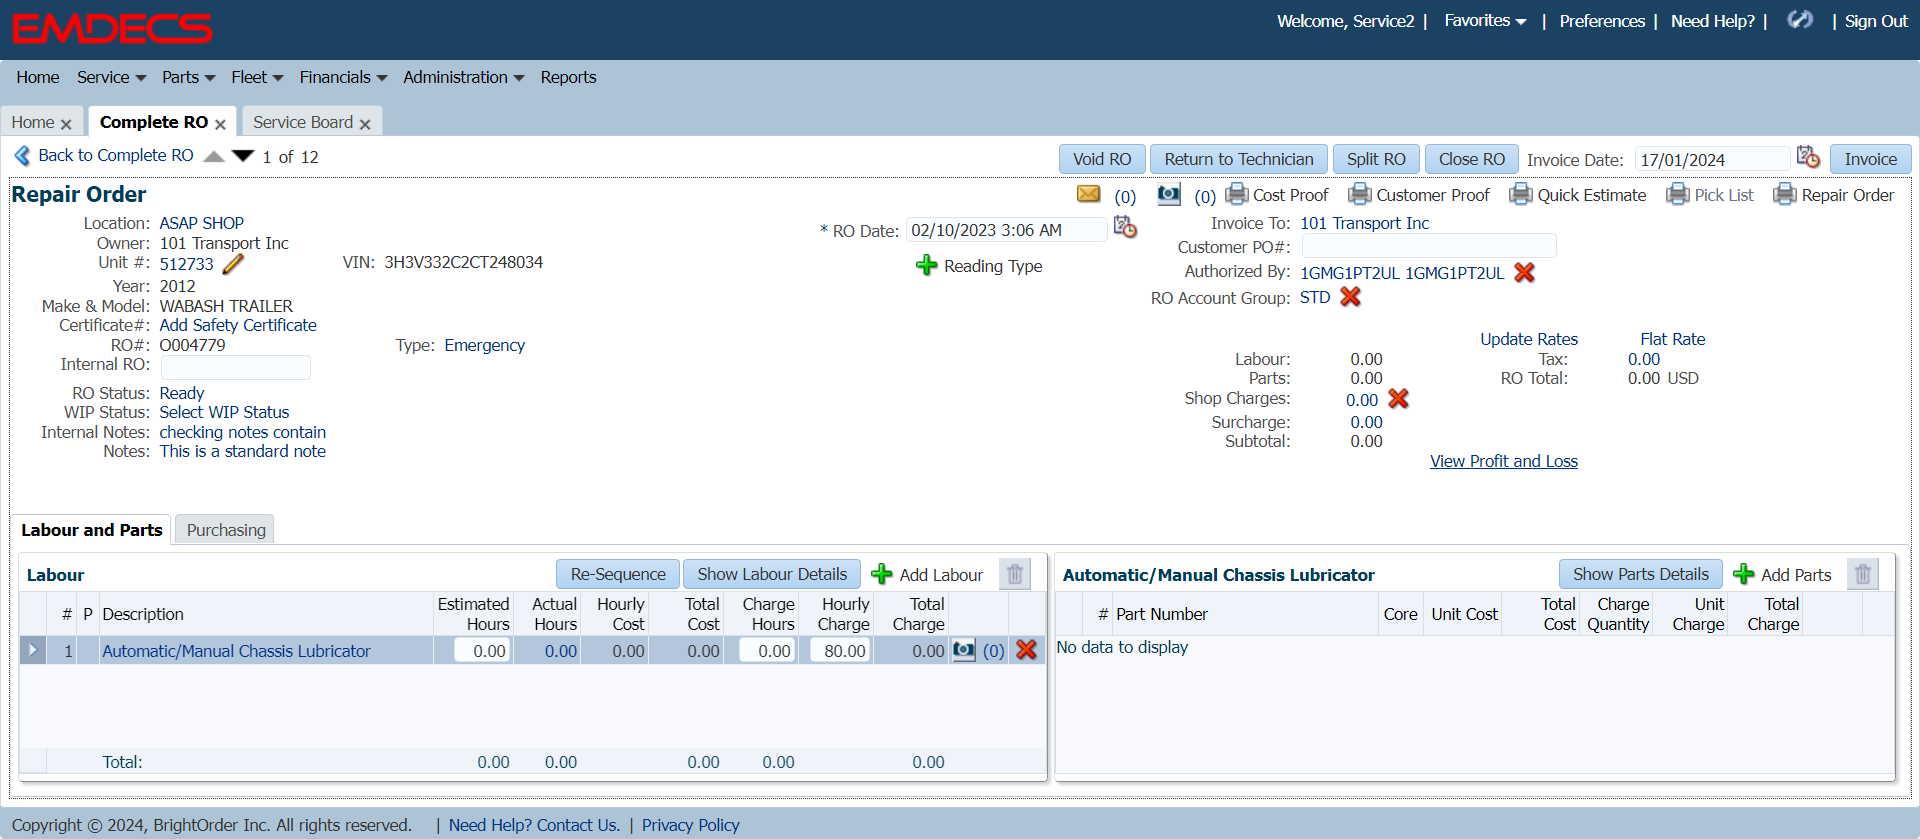 EMDECS
Welcome, Service2 | Favorites | Preferences | Need Help? | | Sign Out
Home Service Parts Fleet Financials Administration Reports
Home Complete RO Service Board
Back to Complete RO 1 of 12 Void RO Return to Technician Split RO Close RO Invoice Date: 17/01/2024 Invoice
Repair Order (0) (0) Cost Proof Customer Proof Quick Estimate Pick List Repair Order
Location: ASAP SHOP
Owner: 101 Transport Inc
Unit #: 512733 VIN: 3H3V332C2CT248034
Year: 2012
Make & Model: WABASH TRAILER
Certificate#: Add Safety Certificate
RO#: O004779 Type: Emergency
Internal RO:
RO Status: Ready
WIP Status: Select WIP Status
Internal Notes: checking notes contain
Notes: This is a standard note
* RO Date: 02/10/2023 3:06 AM
Reading Type
Invoice To: 101 Transport Inc
Customer PO#:
Authorized By: 1GMG1PT2UL 1GMG1PT2UL
RO Account Group: STD
Update Rates Flat Rate
Labour: 0.00 Tax: 0.00
Parts: 0.00 RO Total: 0.00 USD
Shop Charges: 0.00
Surcharge: 0.00
Subtotal: 0.00
View Profit and Loss
Labour and Parts Purchasing
Labour Re-Sequence Show Labour Details Add Labour
# P Description Estimated Hours Actual Hours Hourly Cost Total Cost Charge Hours Hourly Charge Total Charge
1 Automatic/Manual Chassis Lubricator 0.00 0.00 0.00 0.00 0.00 80.00 0.00 (0)
Total: 0.00 0.00 0.00 0.00 0.00
Automatic/Manual Chassis Lubricator Show Parts Details Add Parts
# Part Number Core Unit Cost Total Cost Charge Quantity Unit Charge Total Charge
No data to display
Copyright © 2024, BrightOrder Inc. All rights reserved. | Need Help? Contact Us. | Privacy Policy